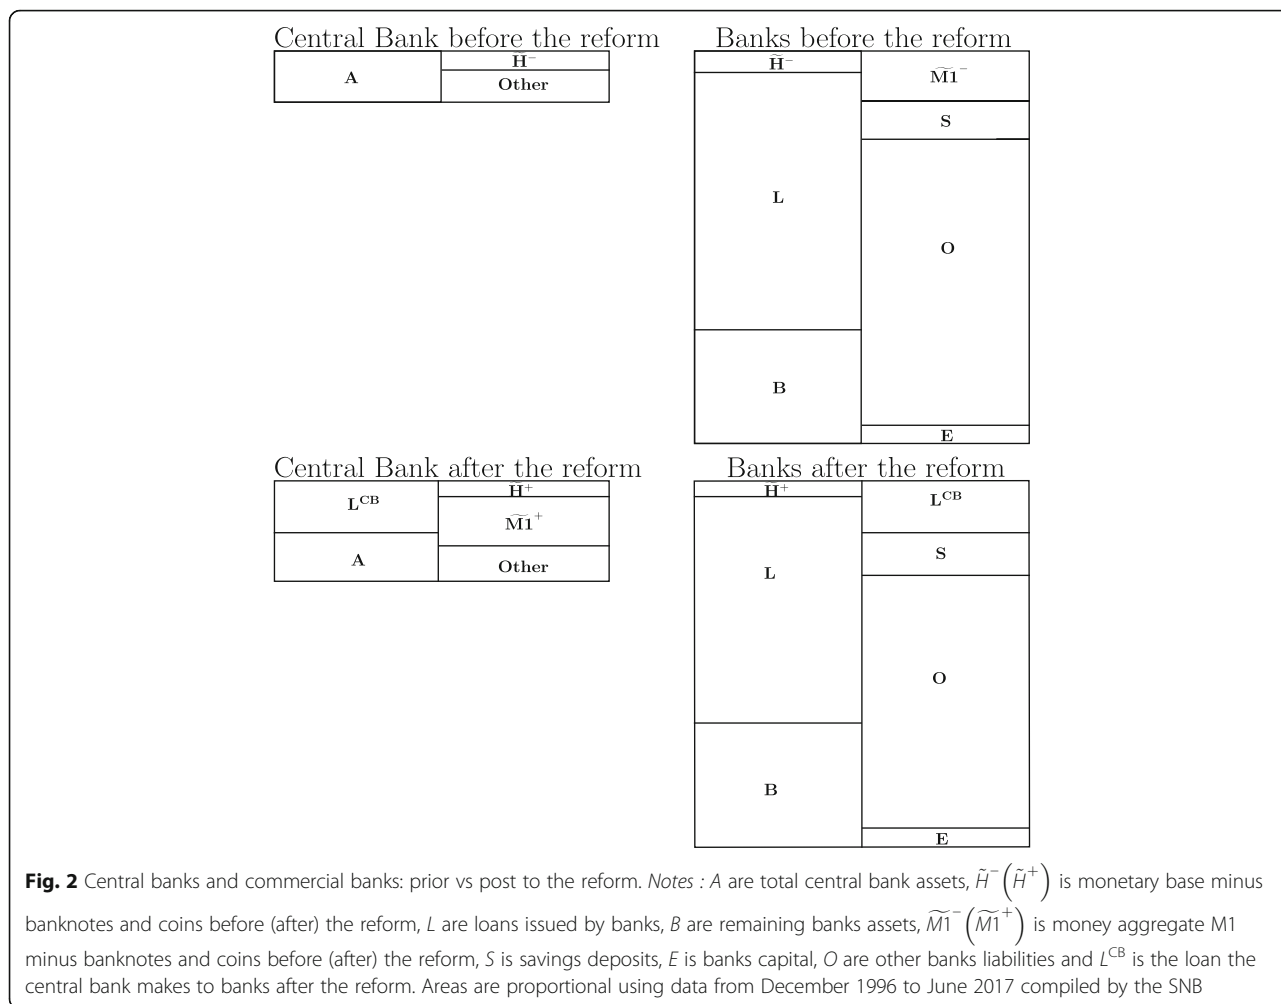 Central Bank before the reform
A
H̃⁻
Other
Banks before the reform
H̃⁻
L
B
M̃1⁻
S
O
E
Central Bank after the reform
Lᶜᴮ
A
H̃⁺
M̃1⁺
Other
Banks after the reform
H̃⁺
L
B
Lᶜᴮ
S
O
E
Fig. 2 Central banks and commercial banks: prior vs post to the reform. Notes : A are total central bank assets, H̃⁻(H̃⁺) is monetary base minus
banknotes and coins before (after) the reform, L are loans issued by banks, B are remaining banks assets, M̃1⁻(M̃1⁺) is money aggregate M1
minus banknotes and coins before (after) the reform, S is savings deposits, E is banks capital, O are other banks liabilities and Lᶜᴮ is the loan the
central bank makes to banks after the reform. Areas are proportional using data from December 1996 to June 2017 compiled by the SNB